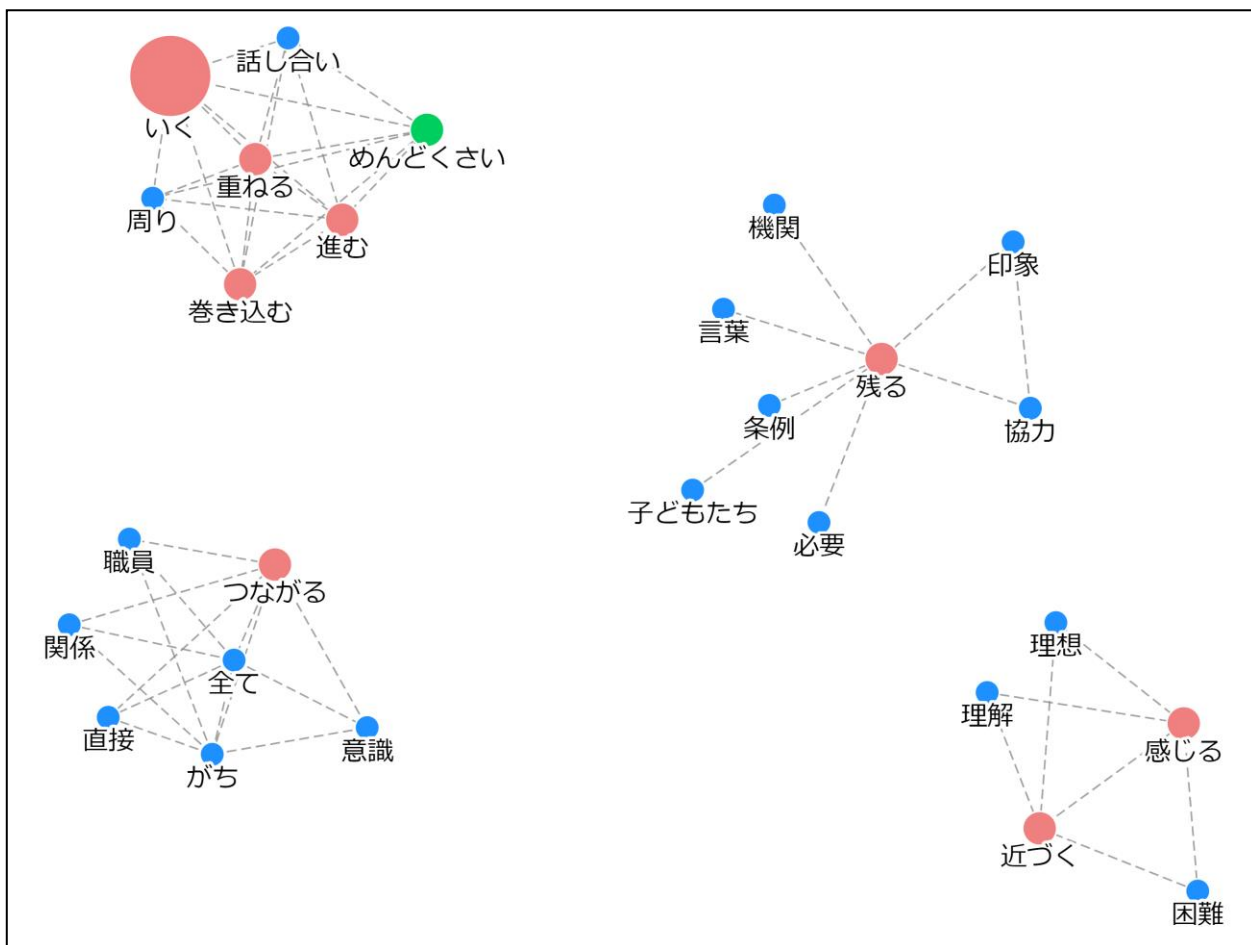 話し合い
いく
めんどくさい
重ねる
周り
進む
巻き込む
機関
印象
言葉
残る
条例
協力
子どもたち
必要
職員
つながる
関係
全て
直接
意識
がち
理想
理解
感じる
近づく
困難